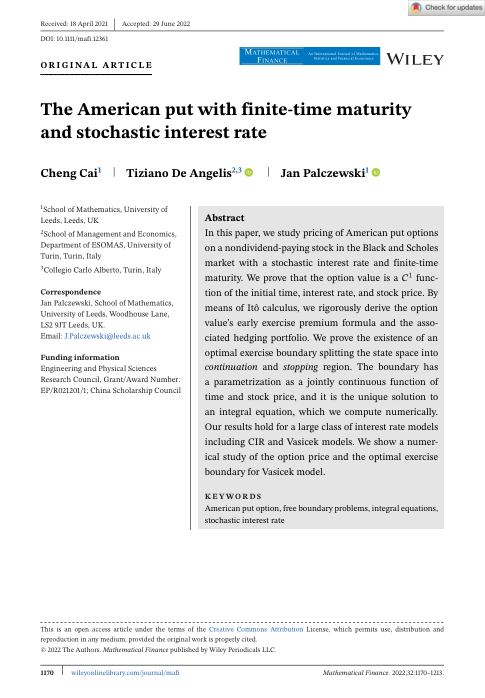 Check for updates
Received: 18 April 2021 | Accepted: 29 June 2022
DOI: 10.1111/mafi.12361
ORIGINAL ARTICLE
MATHEMATICAL FINANCE
An International Journal of Mathematics, Statistics and Financial Economics
WILEY
The American put with finite-time maturity
and stochastic interest rate
Cheng Cai1 | Tiziano De Angelis2,3 | Jan Palczewski1
1School of Mathematics, University of
Leeds, Leeds, UK
2School of Management and Economics,
Department of ESOMAS, University of
Turin, Turin, Italy
3Collegio Carlo Alberto, Turin, Italy
Correspondence
Jan Palczewski, School of Mathematics,
University of Leeds, Woodhouse Lane,
LS2 9JT Leeds, UK.
Email: J.Palczewski@leeds.ac.uk
Funding information
Engineering and Physical Sciences
Research Council, Grant/Award Number:
EP/R021201/1; China Scholarship Council
Abstract
In this paper, we study pricing of American put options
on a nondividend-paying stock in the Black and Scholes
market with a stochastic interest rate and finite-time
maturity. We prove that the option value is a C1 func-
tion of the initial time, interest rate, and stock price. By
means of Itô calculus, we rigorously derive the option
value's early exercise premium formula and the asso-
ciated hedging portfolio. We prove the existence of an
optimal exercise boundary splitting the state space into
continuation and stopping region. The boundary has
a parametrization as a jointly continuous function of
time and stock price, and it is the unique solution to
an integral equation, which we compute numerically.
Our results hold for a large class of interest rate models
including CIR and Vasicek models. We show a numer-
ical study of the option price and the optimal exercise
boundary for Vasicek model.
KEYWORDS
American put option, free boundary problems, integral equations,
stochastic interest rate
This is an open access article under the terms of the Creative Commons Attribution License, which permits use, distribution and
reproduction in any medium, provided the original work is properly cited.
© 2022 The Authors. Mathematical Finance published by Wiley Periodicals LLC.
1170 | wileyonlinelibrary.com/journal/mafi
Mathematical Finance. 2022;32:1170–1213.